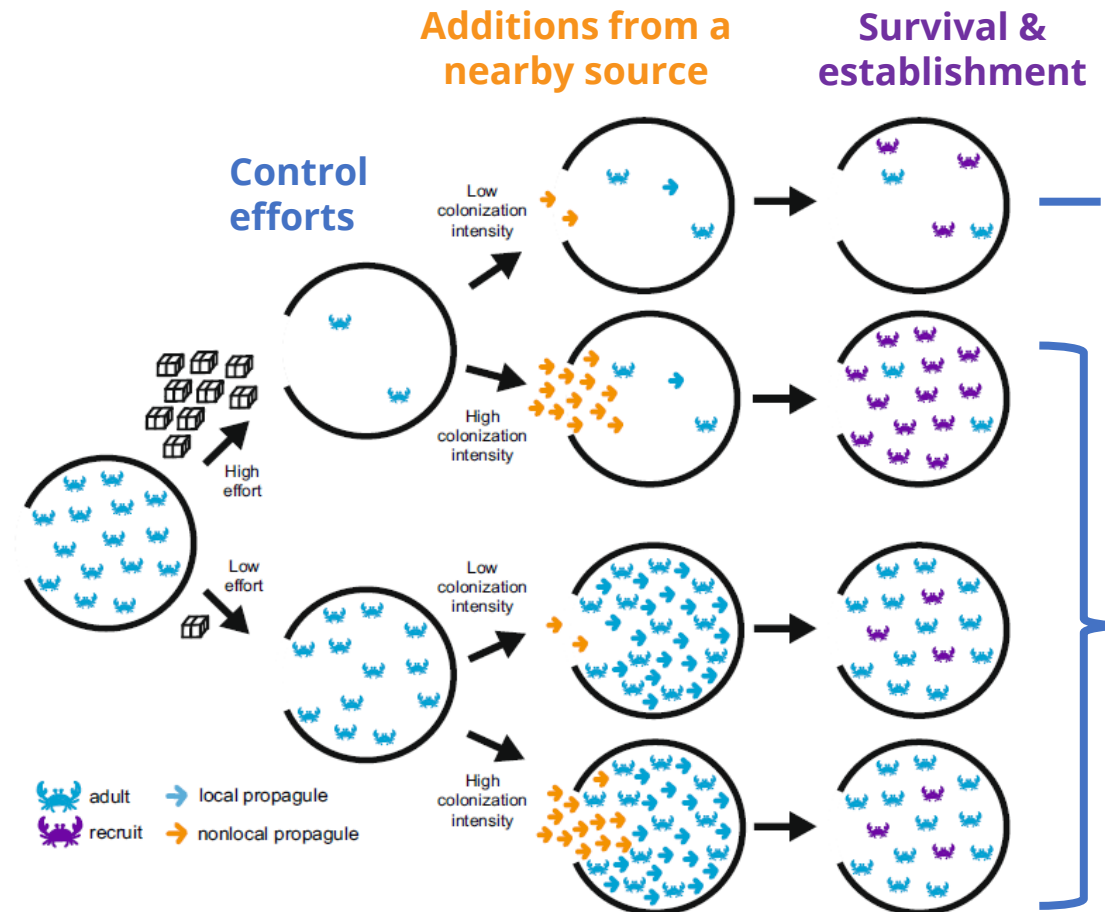 Additions from a
nearby source
Survival &
establishment
Control
efforts
Low
colonization
intensity
High
colonization
intensity
High
effort
Low
effort
Low
colonization
intensity
High
colonization
intensity
adult
local propagule
recruit
nonlocal propagule